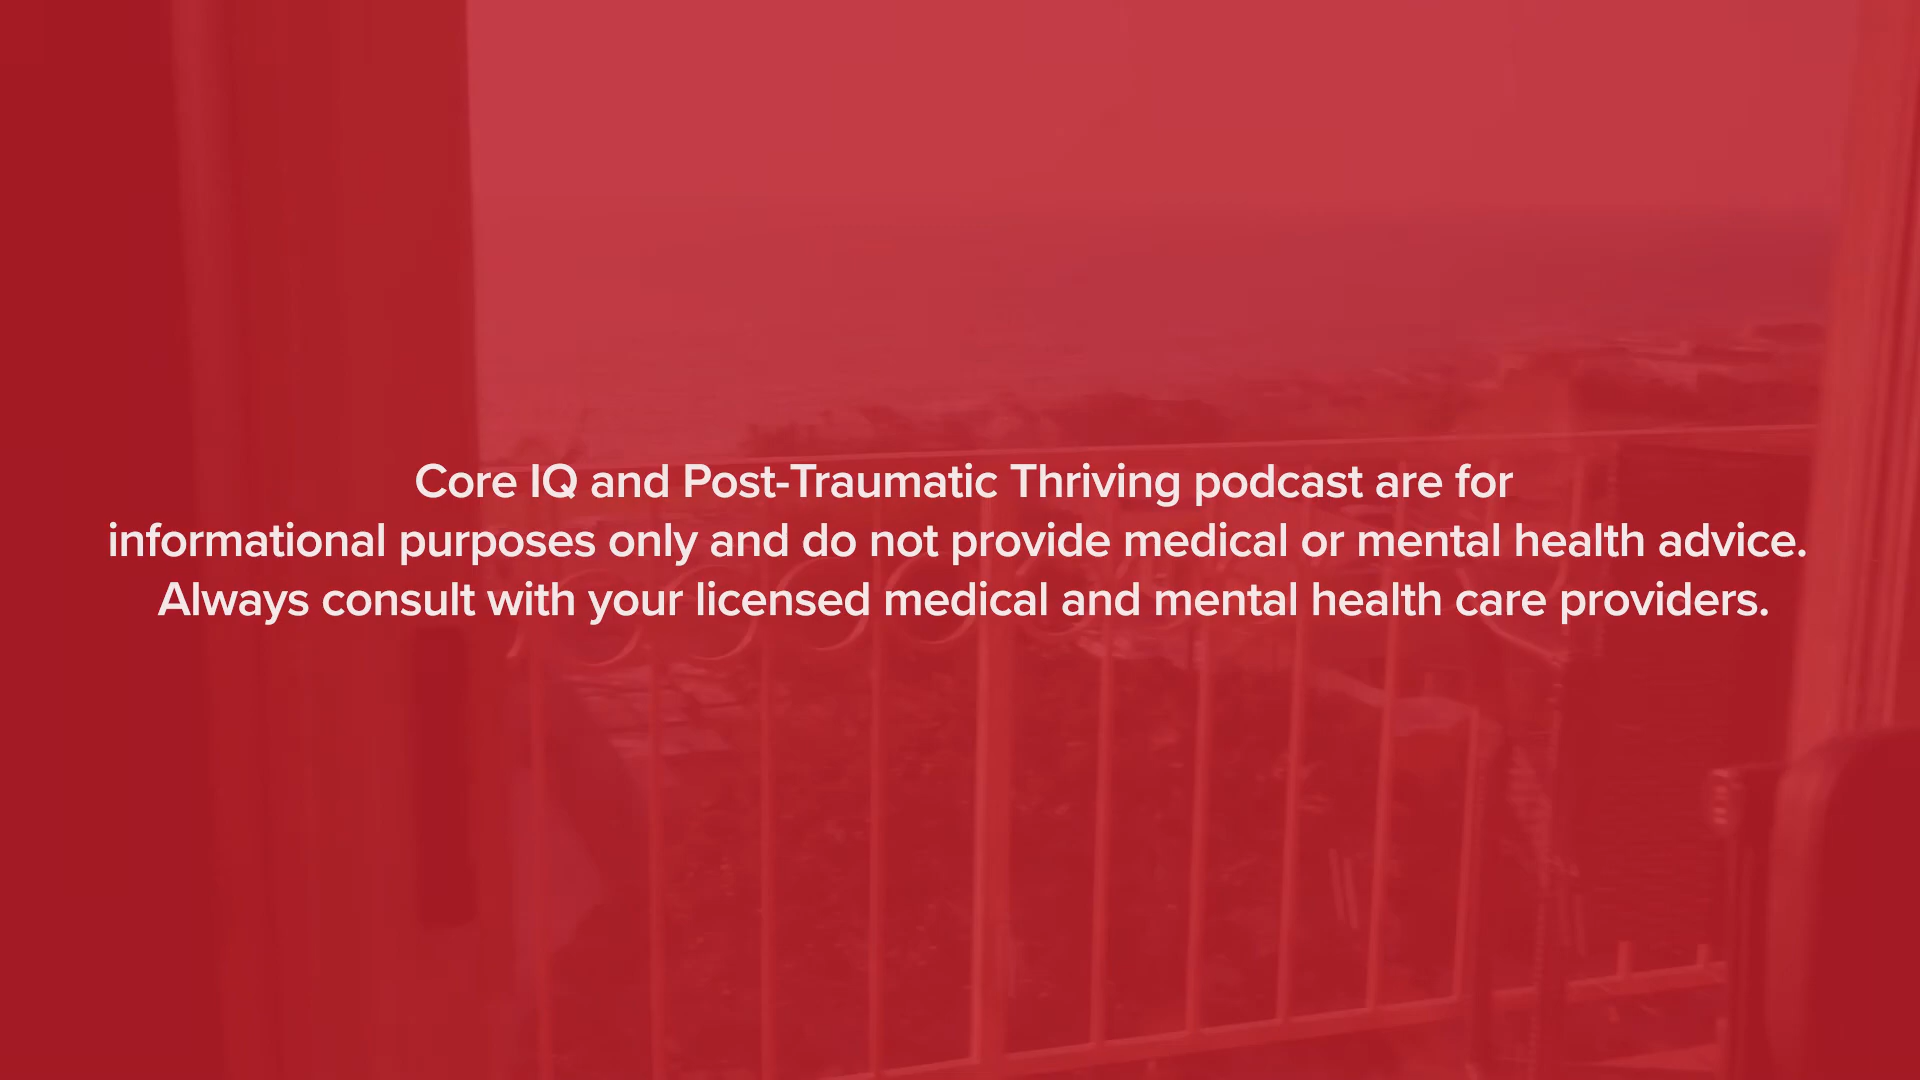 Core IQ and Post-Traumatic Thriving podcast are for
informational purposes only and do not provide medical or mental health advice.
Always consult with your licensed medical and mental health care providers.